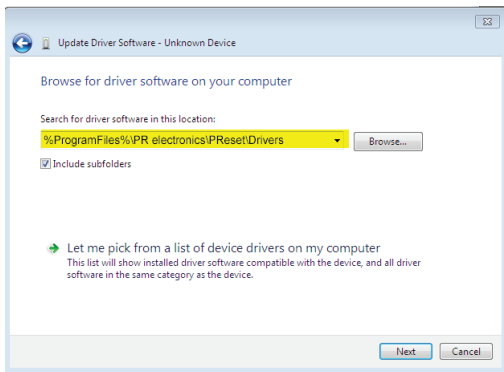 Update Driver Software - Unknown Device
Browse for driver software on your computer
Search for driver software in this location:
%ProgramFiles%\PR electronics\PReset\Drivers
Browse...
Include subfolders
Let me pick from a list of device drivers on my computer
This list will show installed driver software compatible with the device, and all driver
software in the same category as the device.
Next Cancel